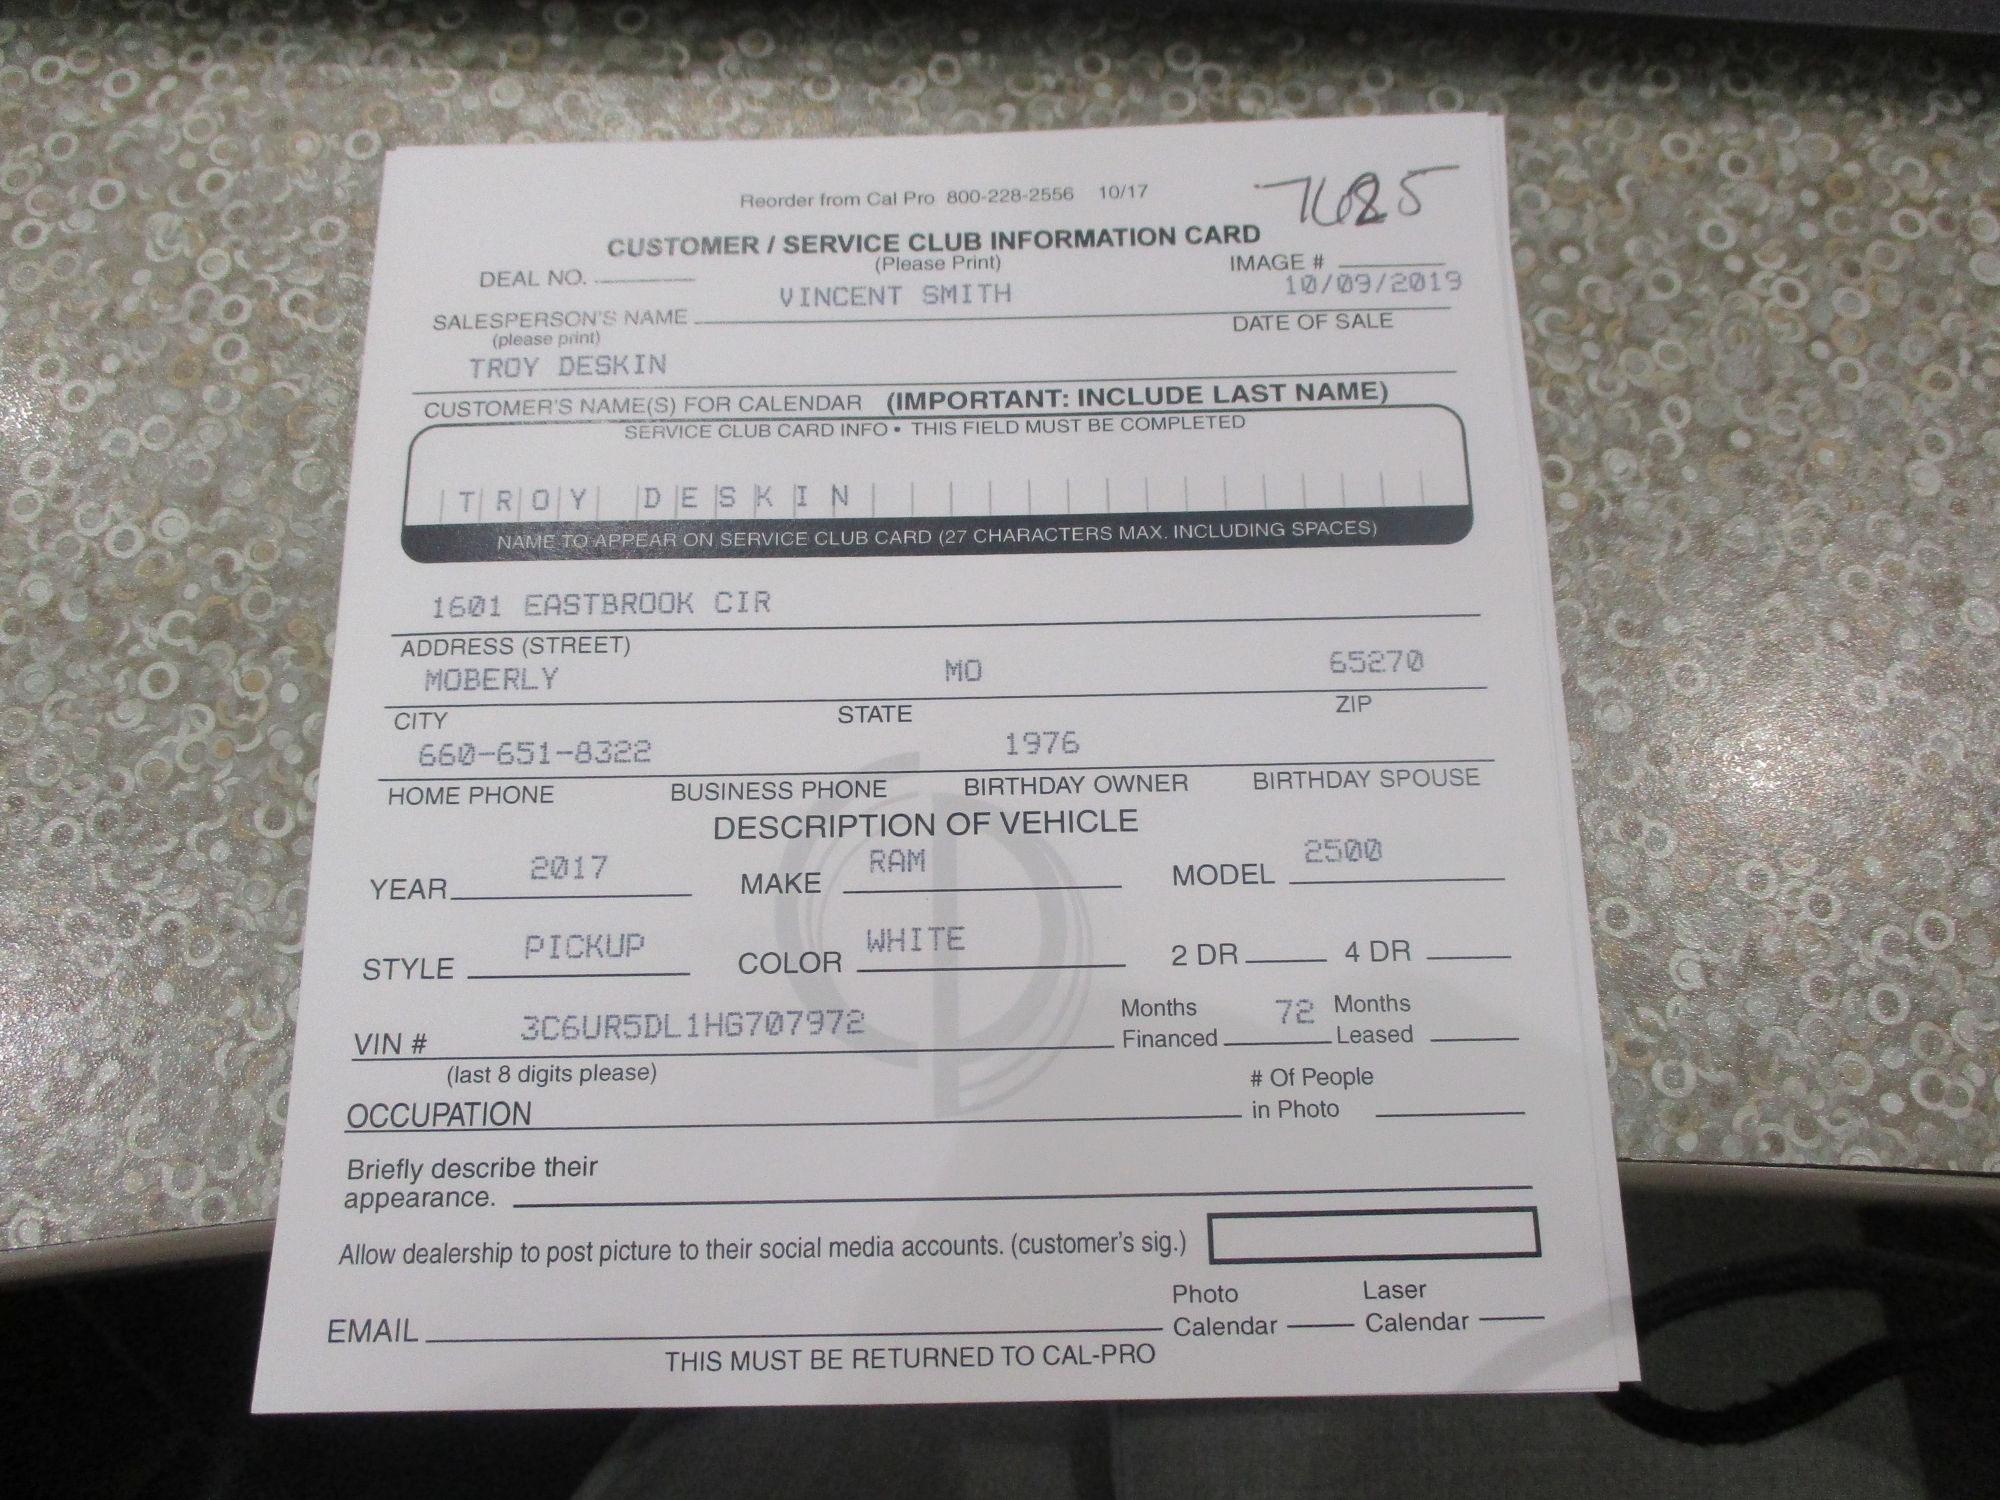 Reorder from Cal Pro 800-228-2556 10/17
7685
CUSTOMER / SERVICE CLUB INFORMATION CARD
(Please Print)
DEAL NO. IMAGE #
VINCENT SMITH 10/09/2019
SALESPERSON'S NAME DATE OF SALE
(please print)
TROY DESKIN
CUSTOMER'S NAME(S) FOR CALENDAR (IMPORTANT: INCLUDE LAST NAME)
SERVICE CLUB CARD INFO • THIS FIELD MUST BE COMPLETED
TROY DESKIN
NAME TO APPEAR ON SERVICE CLUB CARD (27 CHARACTERS MAX. INCLUDING SPACES)
1601 EASTBROOK CIR
ADDRESS (STREET)
MOBERLY MO 65270
CITY STATE ZIP
660-651-8322 1976
HOME PHONE BUSINESS PHONE BIRTHDAY OWNER BIRTHDAY SPOUSE
DESCRIPTION OF VEHICLE
YEAR 2017 MAKE RAM MODEL 2500
STYLE PICKUP COLOR WHITE 2 DR 4 DR
VIN # 3C6UR5DL1HG707972 Months Financed 72 Months Leased
(last 8 digits please)
OCCUPATION # Of People in Photo
Briefly describe their
appearance.
Allow dealership to post picture to their social media accounts. (customer's sig.)
EMAIL Photo Calendar Laser Calendar
THIS MUST BE RETURNED TO CAL-PRO